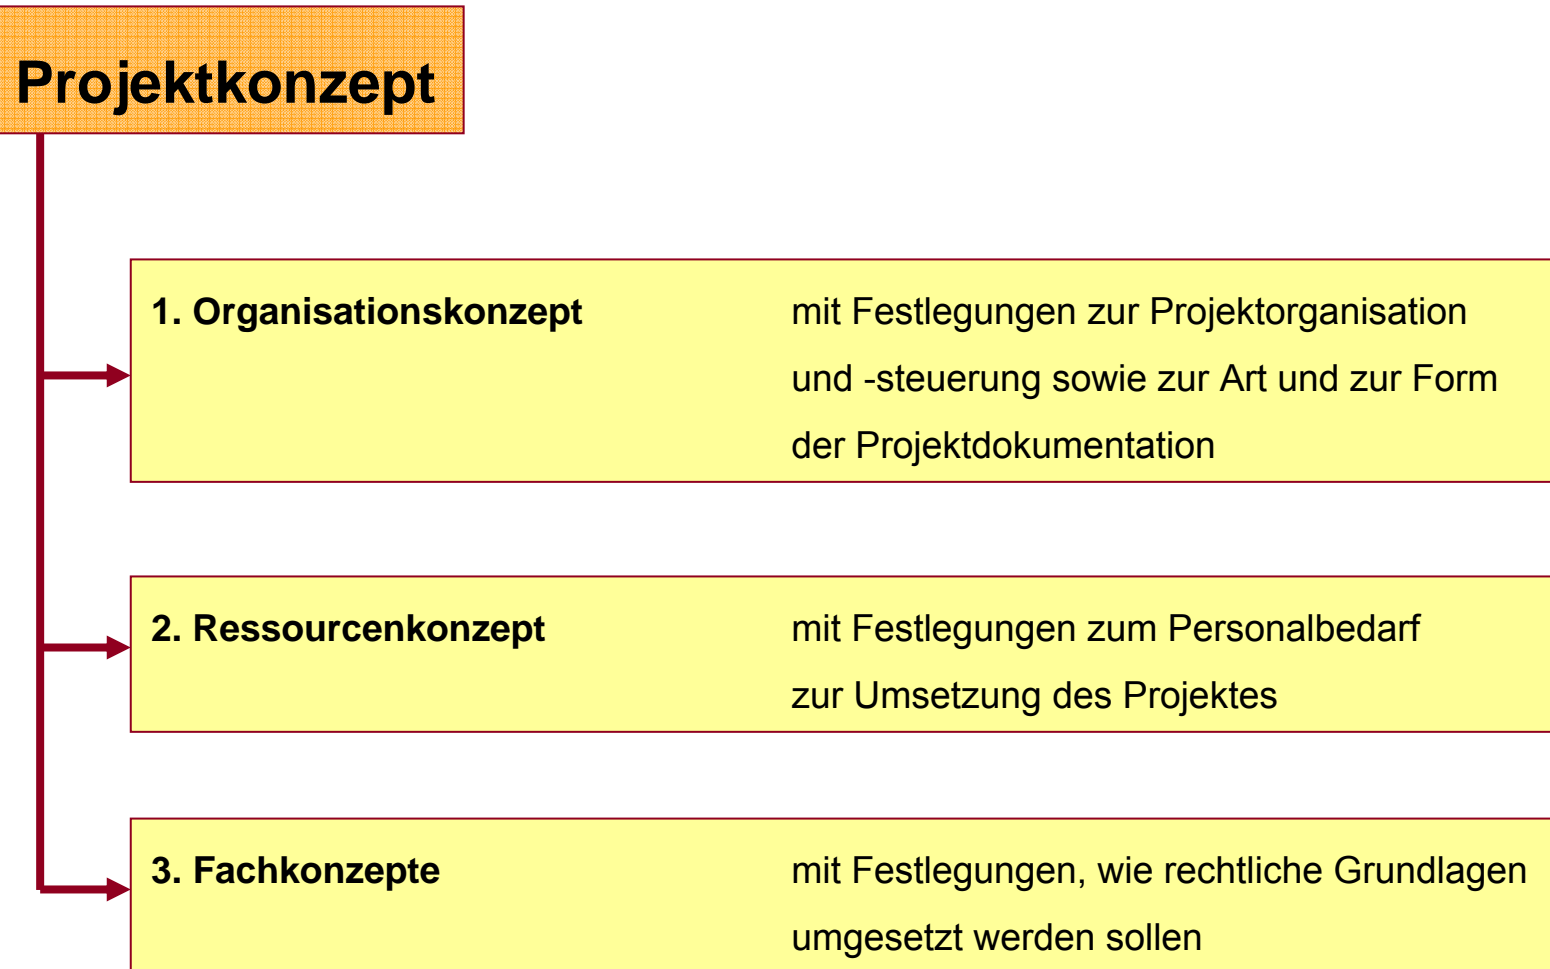 Projektkonzept
1. Organisationskonzept mit Festlegungen zur Projektorganisation
und -steuerung sowie zur Art und zur Form
der Projektdokumentation
2. Ressourcenkonzept mit Festlegungen zum Personalbedarf
zur Umsetzung des Projektes
3. Fachkonzepte mit Festlegungen, wie rechtliche Grundlagen
umgesetzt werden sollen